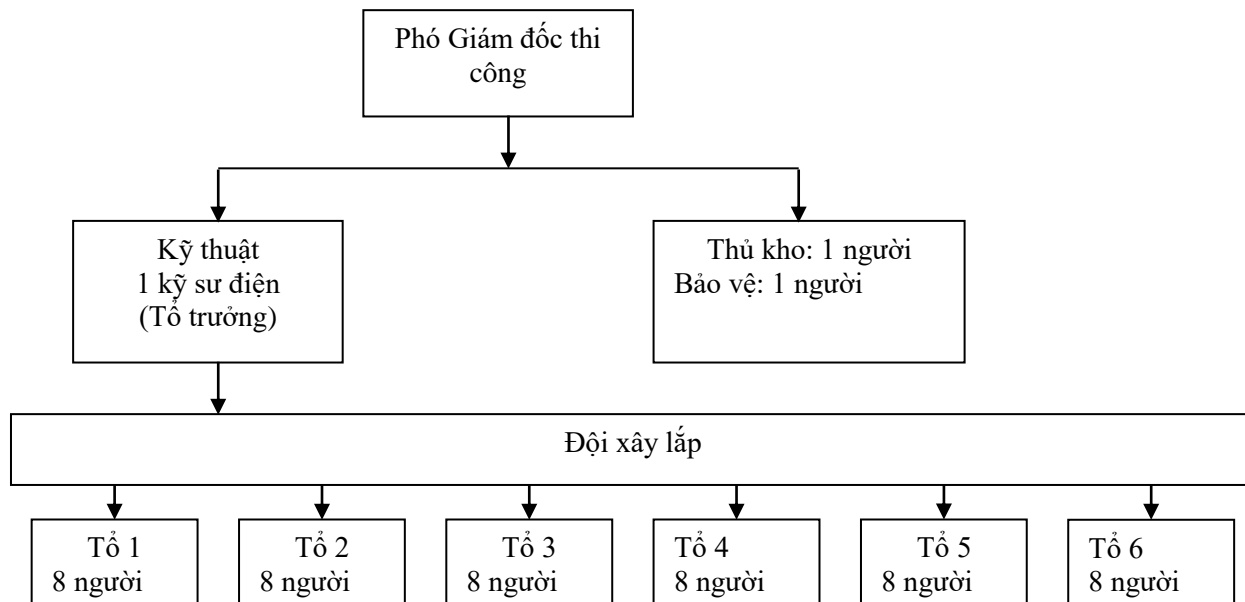 Phó Giám đốc thi
công
Kỹ thuật
1 kỹ sư điện
(Tổ trưởng)
Thủ kho: 1 người
Bảo vệ: 1 người
Đội xây lắp
Tổ 1
8 người
Tổ 2
8 người
Tổ 3
8 người
Tổ 4
8 người
Tổ 5
8 người
Tổ 6
8 người